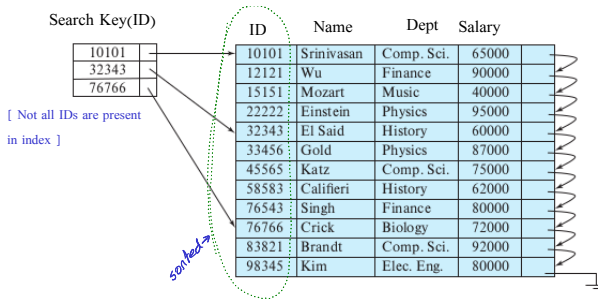 Search Key(ID)
ID Name Dept Salary
10101
32343
76766
[ Not all IDs are present
in index ]
10101 Srinivasan Comp. Sci. 65000
12121 Wu Finance 90000
15151 Mozart Music 40000
22222 Einstein Physics 95000
32343 El Said History 60000
33456 Gold Physics 87000
45565 Katz Comp. Sci. 75000
58583 Califieri History 62000
76543 Singh Finance 80000
76766 Crick Biology 72000
83821 Brandt Comp. Sci. 92000
98345 Kim Elec. Eng. 80000
sorted